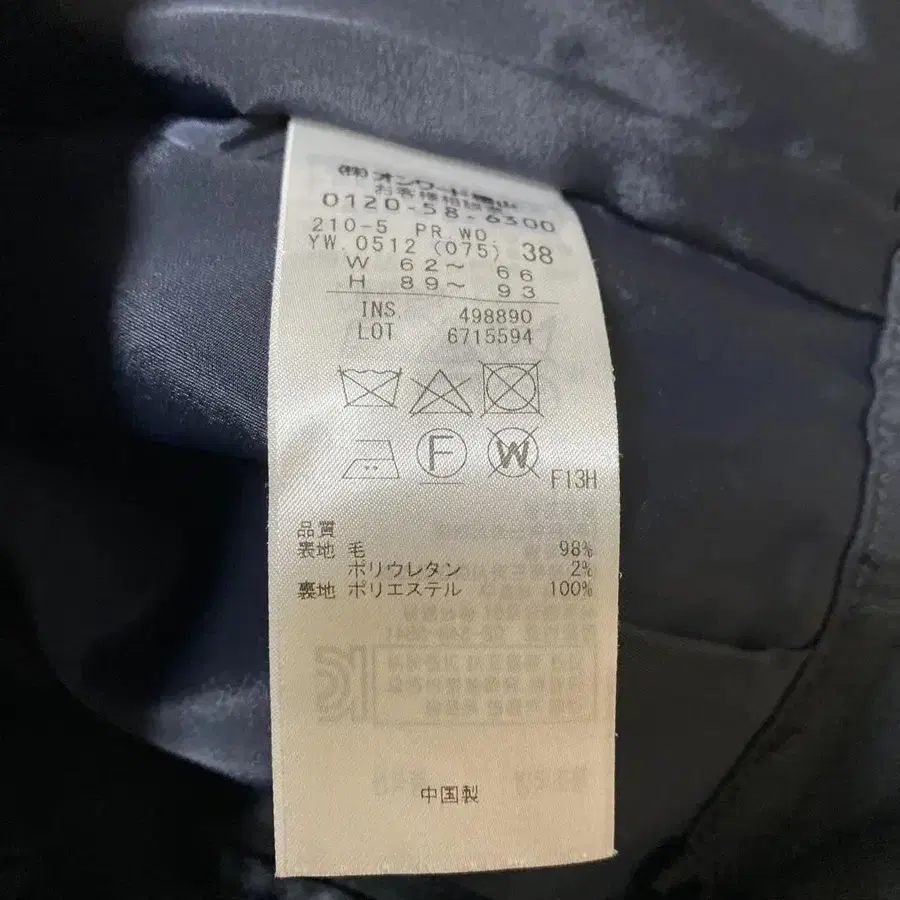 ㈱オンワード樫山
お客様相談室
0120-58-6300
210-5 PR.WO.
YW.0512 (075) 38
W 62～ 66
H 89～ 93
INS 498890
LOT 6715594
F W
F13H
品質
表地 毛 98%
ポリウレタン 2%
裏地 ポリエステル 100%
中国製